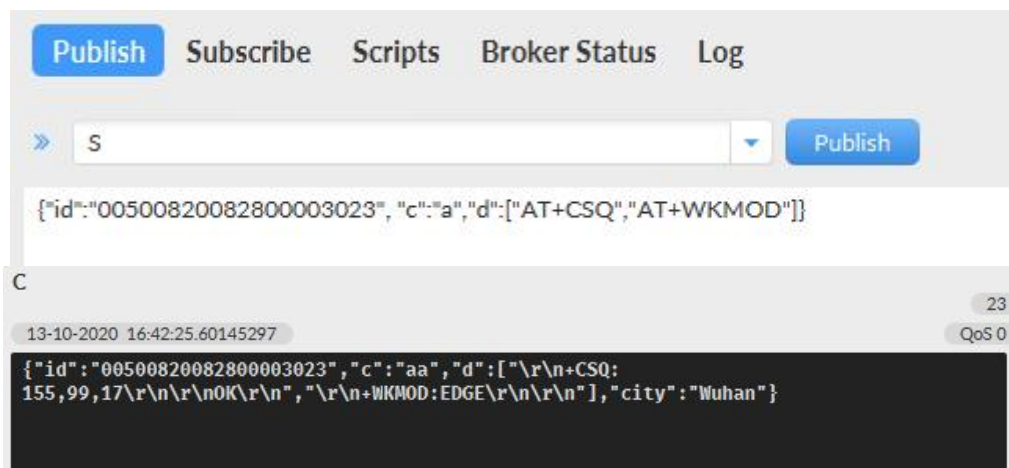 Publish Subscribe Scripts Broker Status Log
S Publish
{"id":"00500820082800003023", "c":"a","d":["AT+CSQ","AT+WKMOD"]}
C
23
13-10-2020 16:42:25.60145297 QoS 0
{"id":"00500820082800003023","c":"aa","d":["\r\n+CSQ:
155,99,17\r\n\r\nOK\r\n","\r\n+WKMOD:EDGE\r\n\r\n"],"city":"Wuhan"}